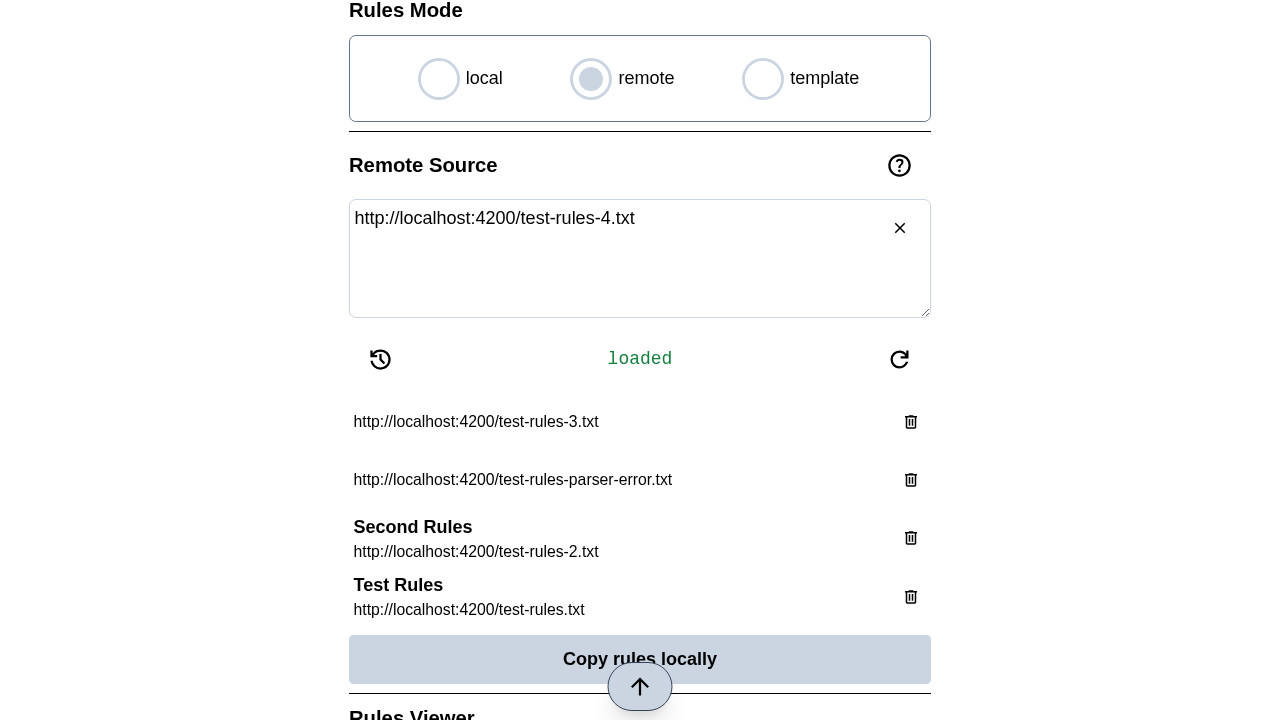 Rules Mode
local
remote
template
Remote Source
http://localhost:4200/test-rules-4.txt
loaded
http://localhost:4200/test-rules-3.txt
http://localhost:4200/test-rules-parser-error.txt
Second Rules
http://localhost:4200/test-rules-2.txt
Test Rules
http://localhost:4200/test-rules.txt
Copy rules locally
Rules Viewer